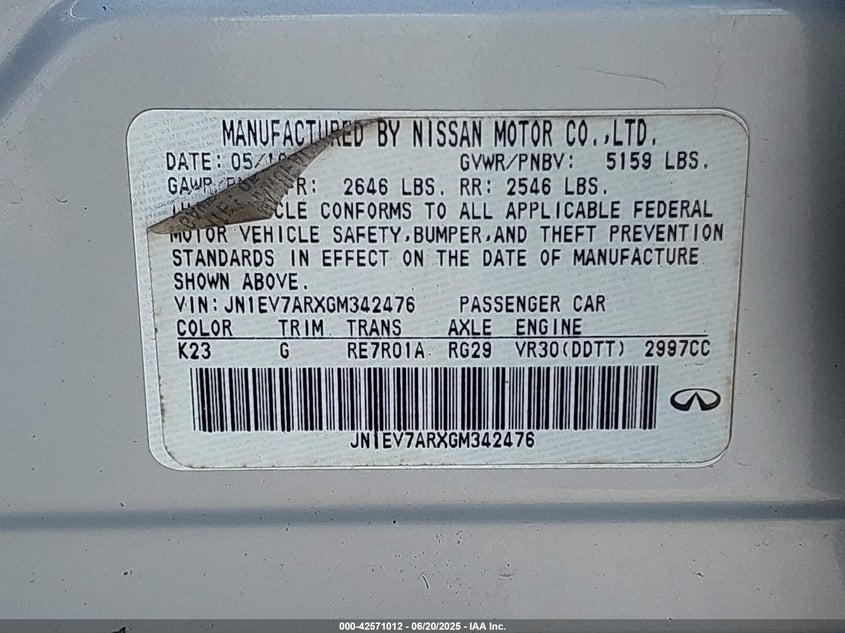 MANUFACTURED BY NISSAN MOTOR CO.,LTD.
DATE: 05/ GVWR/PNBV: 5159 LBS.
FR: 2646 LBS. RR: 2546 LBS.
CONFORMS TO ALL APPLICABLE FEDERAL
MOTOR VEHICLE SAFETY,BUMPER,AND THEFT PREVENTION
STANDARDS IN EFFECT ON THE DATE OF MANUFACTURE
SHOWN ABOVE.
VIN: JN1EV7ARXGM342476 PASSENGER CAR
COLOR TRIM TRANS AXLE ENGINE
K23 G RE7R01A RG29 VR30(DDTT) 2997CC
JN1EV7ARXGM342476
000-42571012 - 06/20/2025 - IAA Inc.